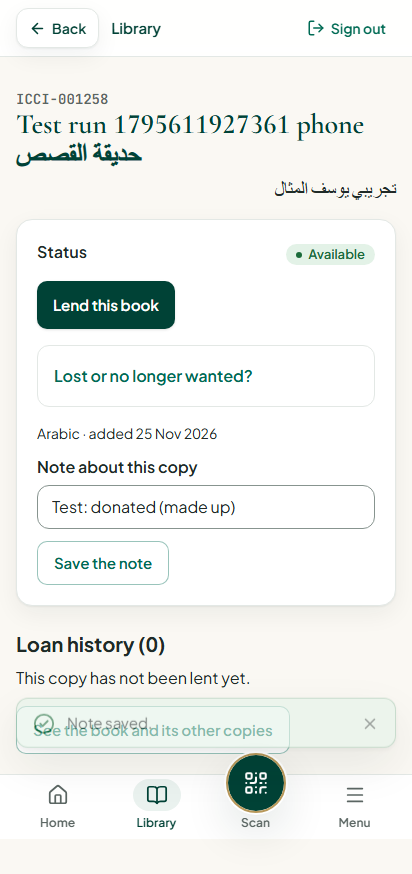 Back
Library
Sign out
ICCI-001258
Test run 1795611927361 phone
حديقة القصص
تجريبي يوسف المثال
Status
Available
Lend this book
Lost or no longer wanted?
Arabic · added 25 Nov 2026
Note about this copy
Test: donated (made up)
Save the note
Loan history (0)
This copy has not been lent yet.
Note saved.
See the book and its other copies
Home
Library
Scan
Menu